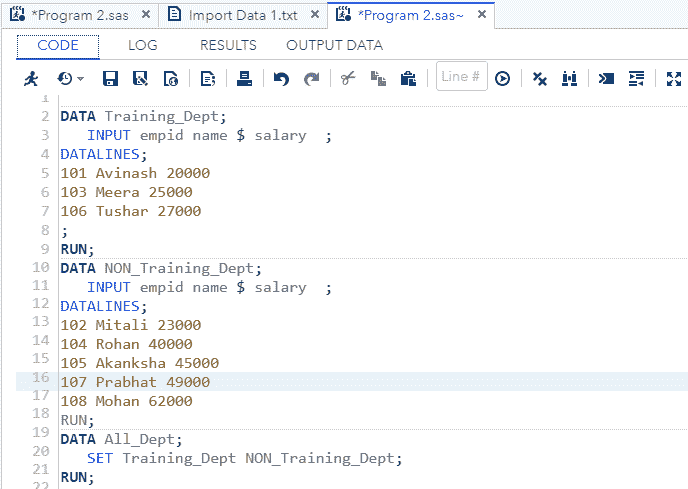 *Program 2.sas × Import Data 1.txt × *Program 2.sas~ ×
CODE LOG RESULTS OUTPUT DATA
Line #
1
2 DATA Training_Dept;
3 INPUT empid name $ salary ;
4 DATALINES;
5 101 Avinash 20000
6 103 Meera 25000
7 106 Tushar 27000
8 ;
9 RUN;
10 DATA NON_Training_Dept;
11 INPUT empid name $ salary ;
12 DATALINES;
13 102 Mitali 23000
14 104 Rohan 40000
15 105 Akanksha 45000
16 107 Prabhat 49000
17 108 Mohan 62000
18 RUN;
19 DATA All_Dept;
20 SET Training_Dept NON_Training_Dept;
21 RUN;
22